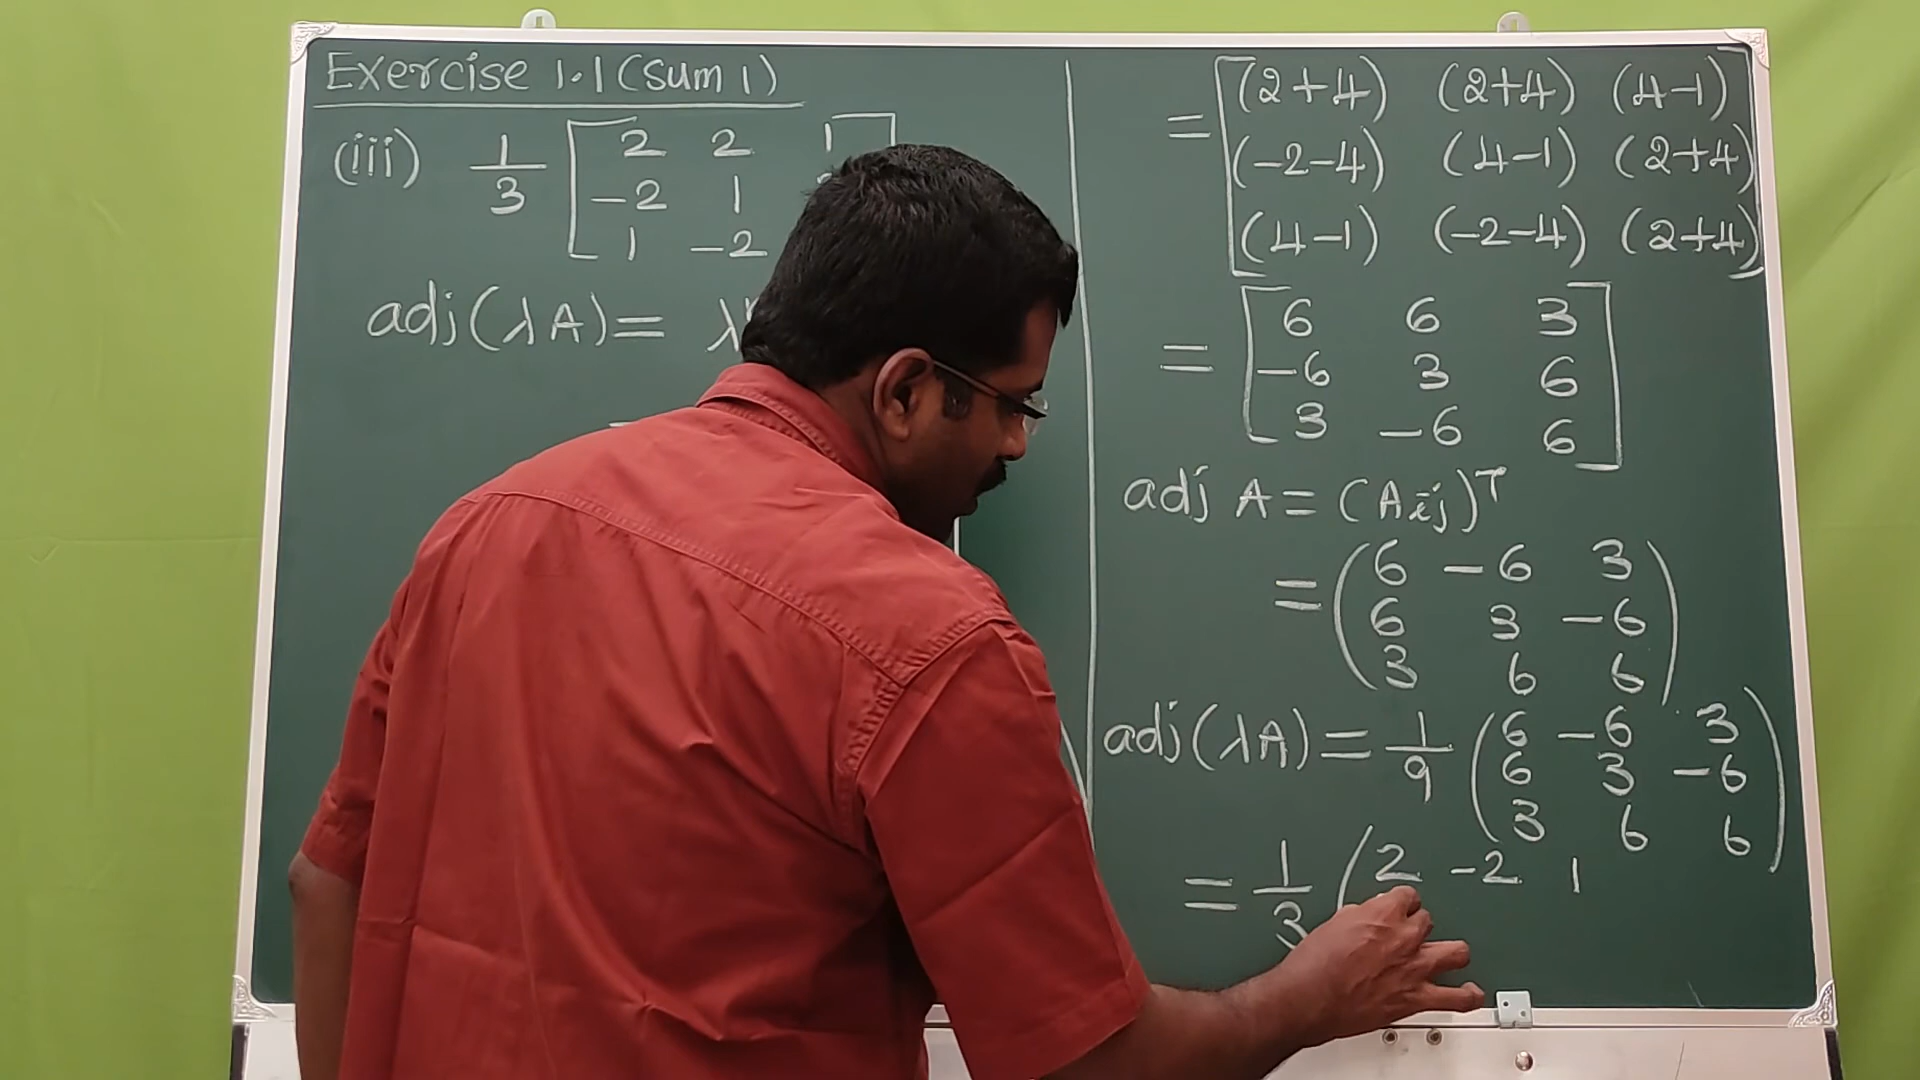 Exercise 1.1 (Sum 1)
(iii) 1/3 [ 2 2 1 ]
-2 1
1 -2
adj(λA) = λ
= [ (2+4) (2+4) (4-1) ]
(-2-4) (4-1) (2+4)
(4-1) (-2-4) (2+4)
= [ 6 6 3 ]
-6 3 6
3 -6 6
adj A = (Aij)ᵀ
= ( 6 -6 3 )
6 3 -6
3 6 6
adj(λA) = 1/9 ( 6 -6 3 )
6 3 -6
3 6 6
= 1/3 ( 2 -2 1